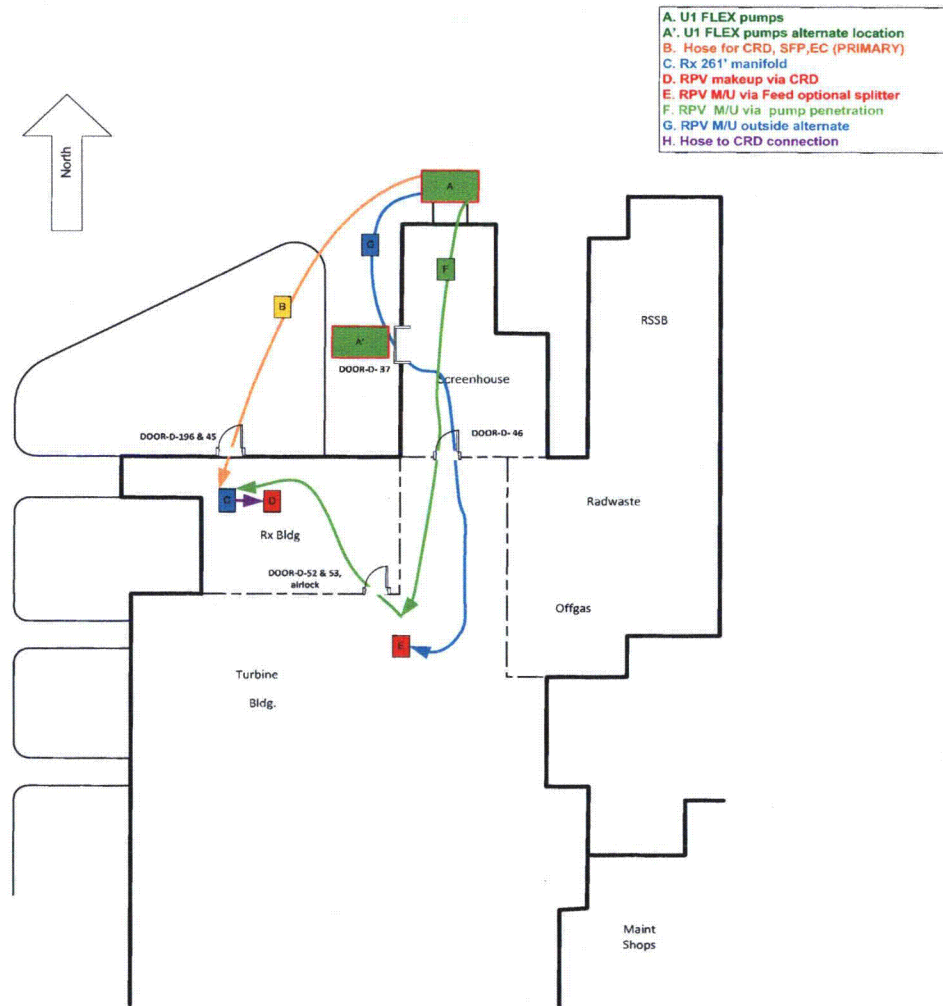 A. U1 FLEX pumps
A'. U1 FLEX pumps alternate location
B. Hose for CRD, SFP,EC (PRIMARY)
C. Rx 261' manifold
D. RPV makeup via CRD
E. RPV M/U via Feed optional splitter
F. RPV M/U via pump penetration
G. RPV M/U outside alternate
H. Hose to CRD connection
North
A
G
F
B
RSSB
A'
DOOR-D- 37
Screenhouse
DOOR-D-196 & 45
DOOR-D- 46
C
D
Radwaste
Rx Bldg
DOOR-D-52 & 53,
airlock
Offgas
E
Turbine
Bldg.
Maint
Shops